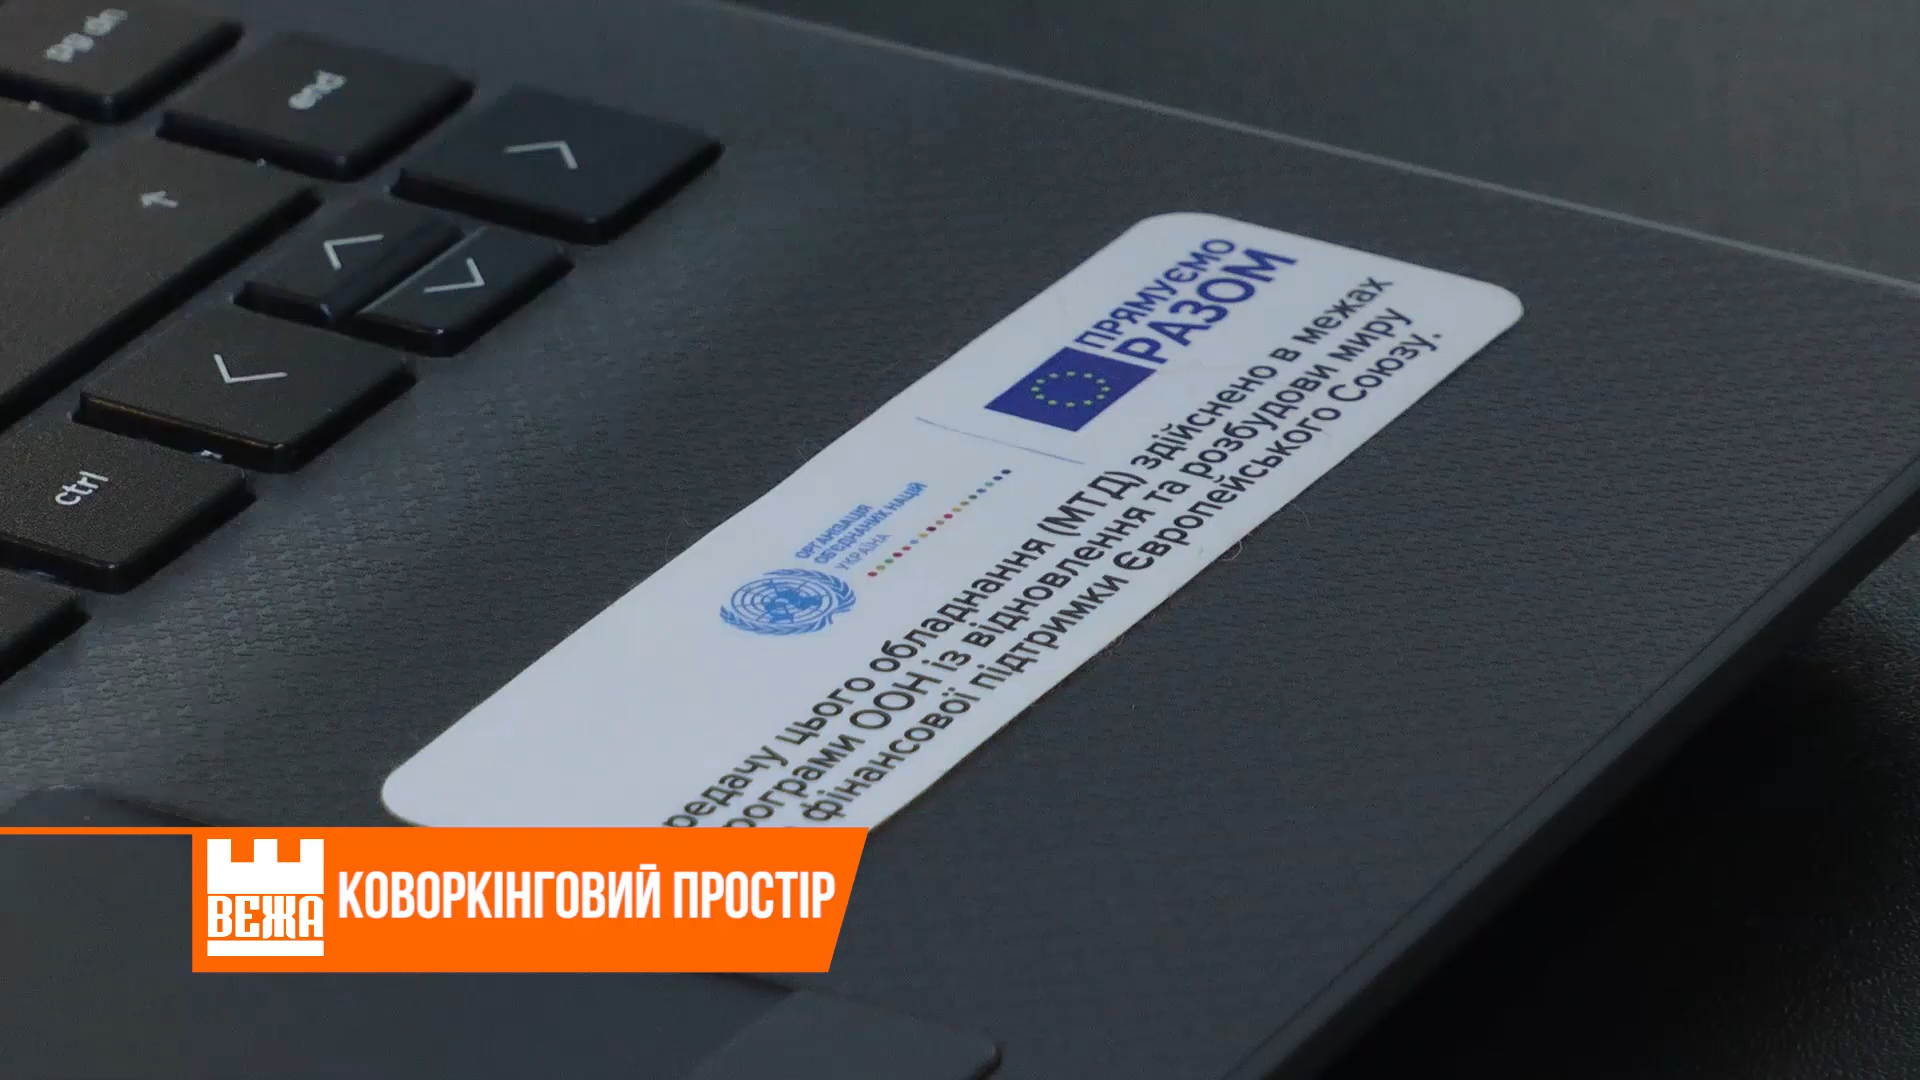 pg dn
end
ctrl
ПРЯМУЄМО
РАЗОМ
ОРГАНІЗАЦІЯ
ОБ'ЄДНАНИХ НАЦІЙ
УКРАЇНА
редачу цього обладнання (МТД) здійснено в межах
рограми ООН із відновлення та розбудови миру
фінансової підтримки Європейського Союзу.
ВЕЖА
КОВОРКІНГОВИЙ ПРОСТІР